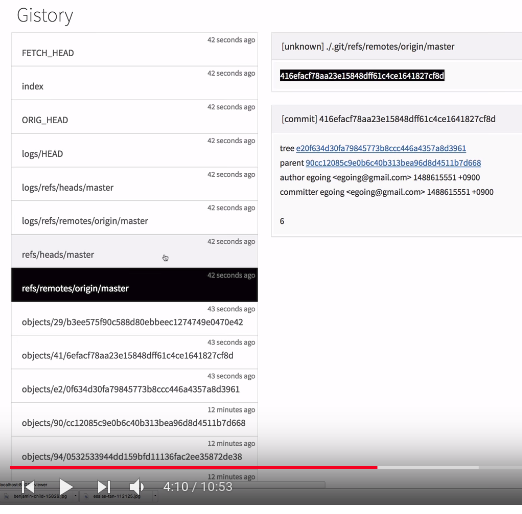 Gistory
42 seconds ago
FETCH_HEAD
42 seconds ago
index
42 seconds ago
ORIG_HEAD
42 seconds ago
logs/HEAD
42 seconds ago
logs/refs/heads/master
42 seconds ago
logs/refs/remotes/origin/master
42 seconds ago
refs/heads/master
42 seconds ago
refs/remotes/origin/master
43 seconds ago
objects/29/b3ee575f90c588d80ebbeec1274749e0470e42
43 seconds ago
objects/41/6efacf78aa23e15848dff61c4ce1641827cf8d
43 seconds ago
objects/e2/0f634d30fa79845773b8ccc446a4357a8d3961
12 minutes ago
objects/90/cc12085c9e0b6c40b313bea96d8d4511b7d668
12 minutes ago
objects/94/0532533944dd159bfd11136fac2ee35872de38
12 minutes ago
[unknown] ./.git/refs/remotes/origin/master
416efacf78aa23e15848dff61c4ce1641827cf8d
[commit] 416efacf78aa23e15848dff61c4ce1641827cf8d
tree e20f634d30fa79845773b8ccc446a4357a8d3961
parent 90cc12085c9e0b6c40b313bea96d8d4511b7d668
author egoing <egoing@gmail.com> 1488615551 +0900
committer egoing <egoing@gmail.com> 1488615551 +0900
6
4:10 / 10:53